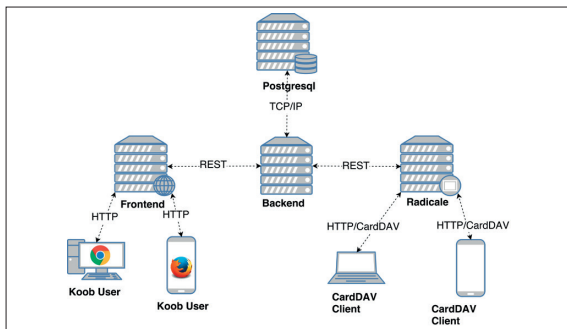 Postgresql
TCP/IP
REST
REST
Frontend
Backend
Radicale
HTTP
HTTP
HTTP/CardDAV
HTTP/CardDAV
Koob User
Koob User
CardDAV
Client
CardDAV
Client